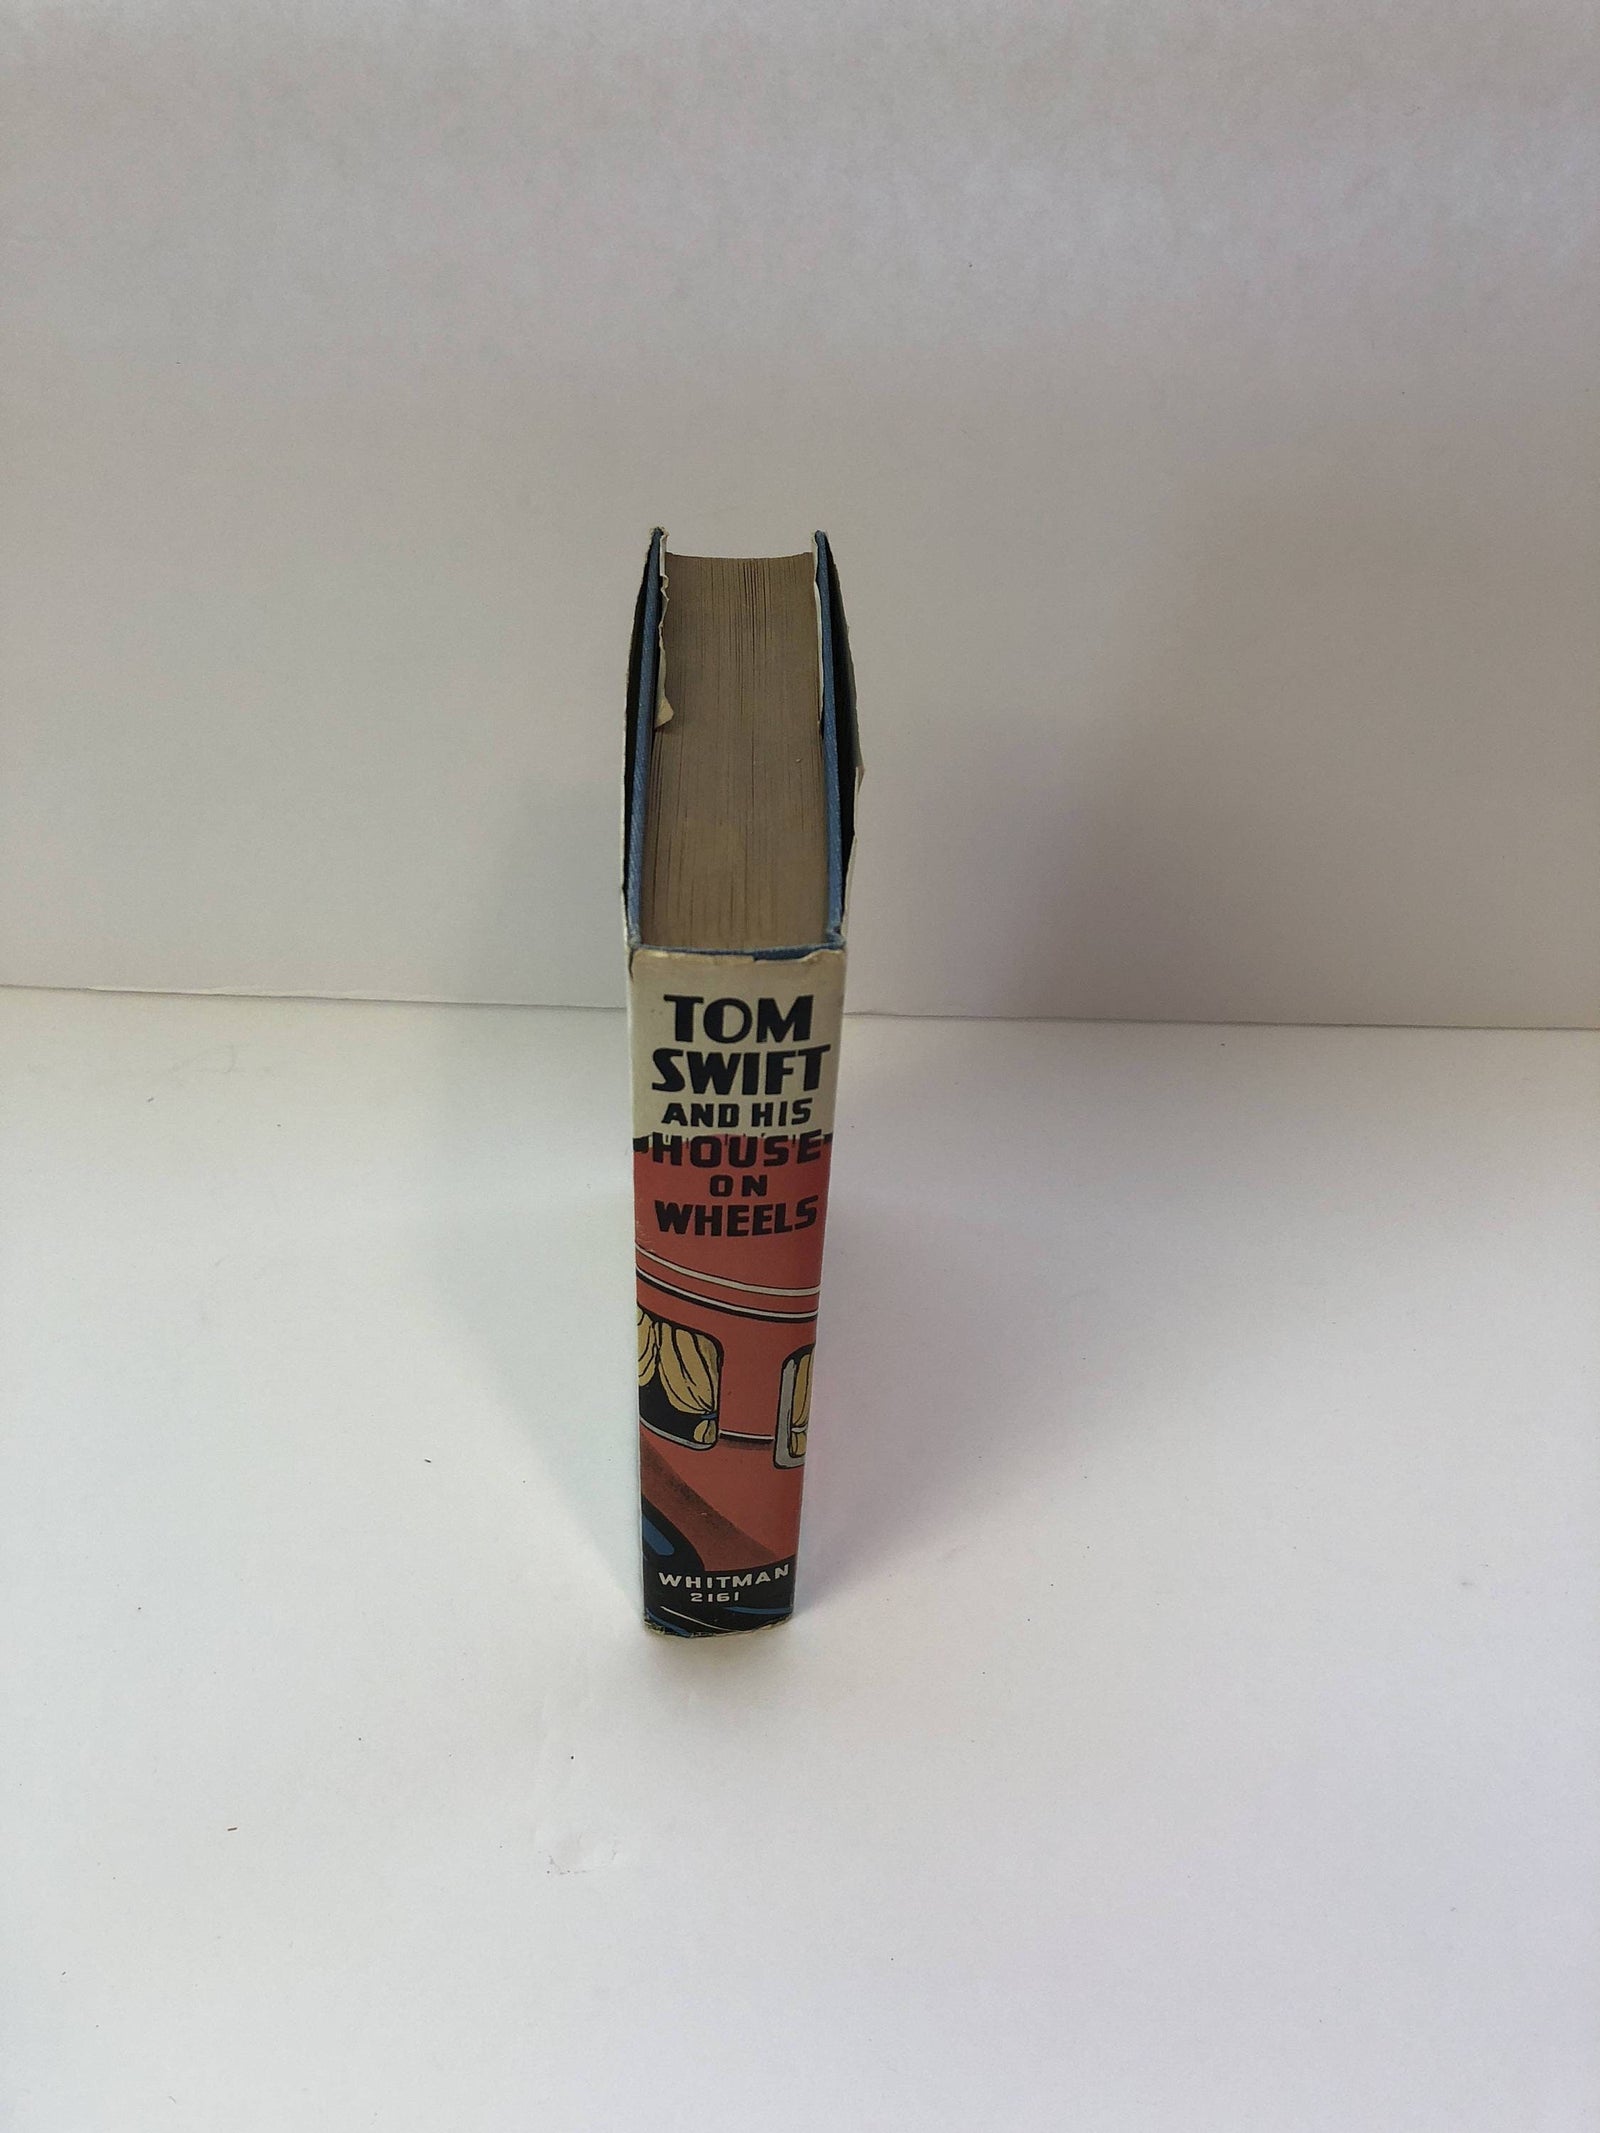 TOM
SWIFT
AND HIS
HOUSE
ON
WHEELS
WHITMAN
2161